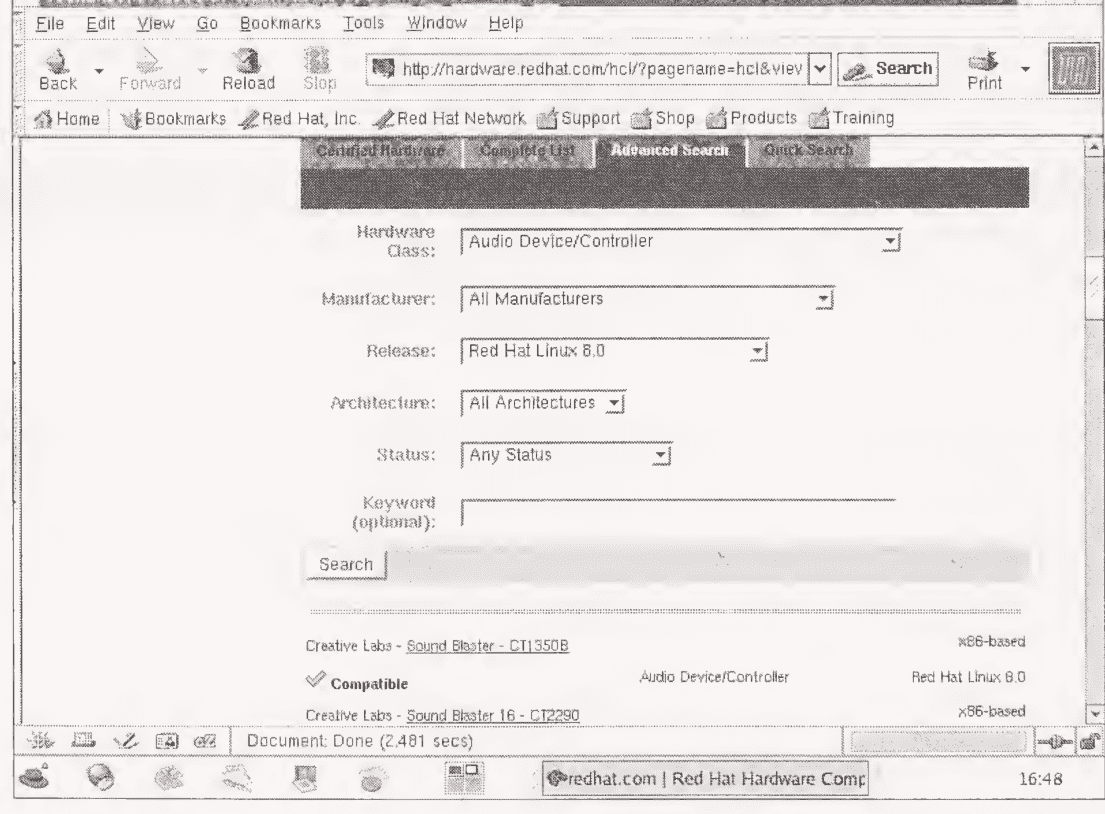 File Edit View Go Bookmarks Tools Window Help
Back Forward Reload Stop http://hardware.redhat.com/hcl/?pagename=hcl&view Search Print
Home Bookmarks Red Hat, Inc. Red Hat Network Support Shop Products Training
Certified Hardware Complete List Advanced Search Quick Search
Hardware
Class: Audio Device/Controller
Manufacturer: All Manufacturers
Release: Red Hat Linux 8.0
Architecture: All Architectures
Status: Any Status
Keyword
(optional):
Search
Creative Labs - Sound Blaster - CT1350B x86-based
Compatible Audio Device/Controller Red Hat Linux 8.0
Creative Labs - Sound Blaster 16 - CT2290 x86-based
Document: Done (2.481 secs)
redhat.com | Red Hat Hardware Comp 16:48